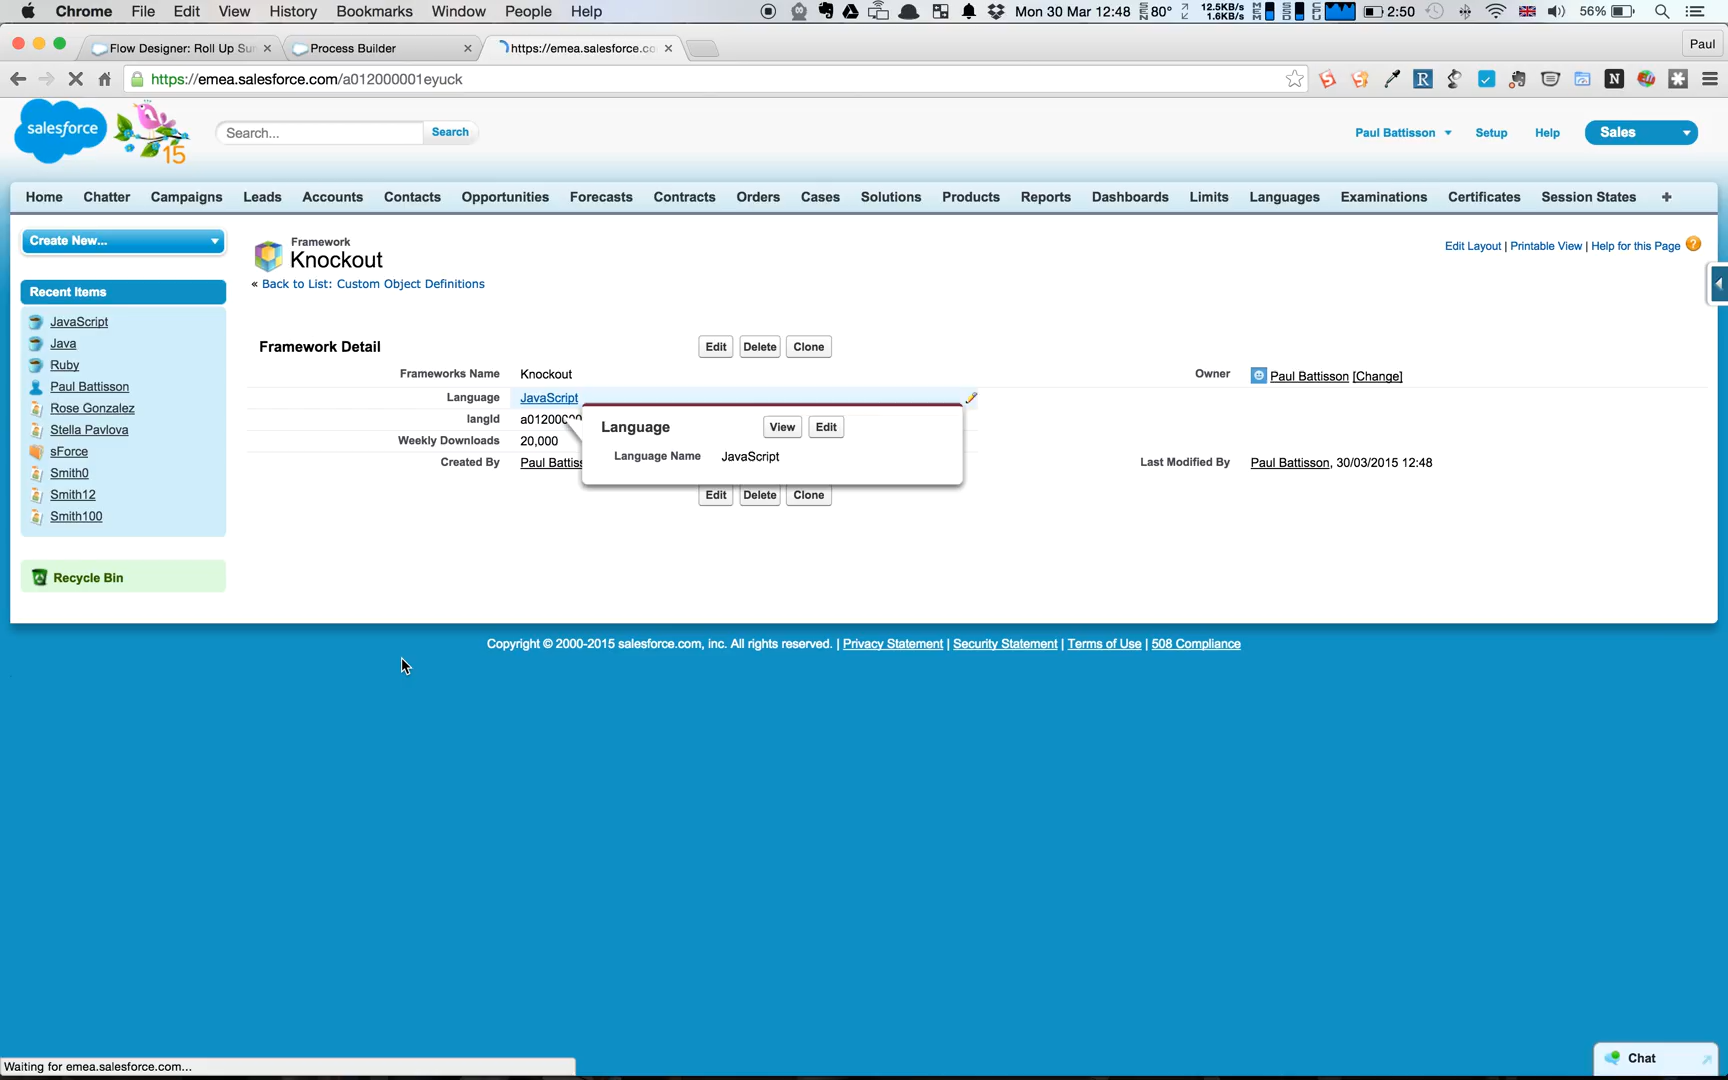 Chrome File Edit View History Bookmarks Window People Help
Mon 30 Mar 12:48 80° 12.5KB/s 1.6KB/s 2:50 56%
Flow Designer: Roll Up Su
Process Builder
https://emea.salesforce.co
Paul
https://emea.salesforce.com/a012000001eyuck
salesforce
15
Search...
Search
Paul Battisson
Setup
Help
Sales
Home Chatter Campaigns Leads Accounts Contacts Opportunities Forecasts Contracts Orders Cases Solutions Products Reports Dashboards Limits Languages Examinations Certificates Session States +
Create New...
Recent Items
JavaScript
Java
Ruby
Paul Battisson
Rose Gonzalez
Stella Pavlova
sForce
Smith0
Smith12
Smith100
Recycle Bin
Framework
Knockout
« Back to List: Custom Object Definitions
Edit Layout | Printable View | Help for this Page ?
Framework Detail
Edit Delete Clone
Frameworks Name Knockout
Owner Paul Battisson [Change]
Language JavaScript
langId a0120000
Weekly Downloads 20,000
Created By Paul Battis
Last Modified By Paul Battisson, 30/03/2015 12:48
Language
View Edit
Language Name JavaScript
Edit Delete Clone
Copyright © 2000-2015 salesforce.com, inc. All rights reserved. | Privacy Statement | Security Statement | Terms of Use | 508 Compliance
Waiting for emea.salesforce.com...
Chat